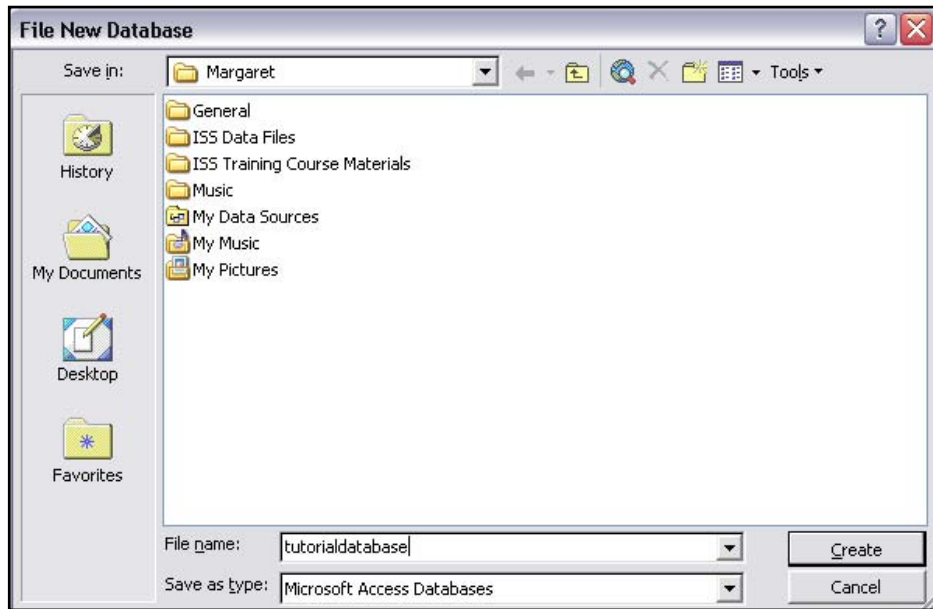 File New Database
Save in:
Margaret
Tools
History
My Documents
Desktop
Favorites
General
ISS Data Files
ISS Training Course Materials
Music
My Data Sources
My Music
My Pictures
File name:
tutorialdatabase
Create
Save as type:
Microsoft Access Databases
Cancel